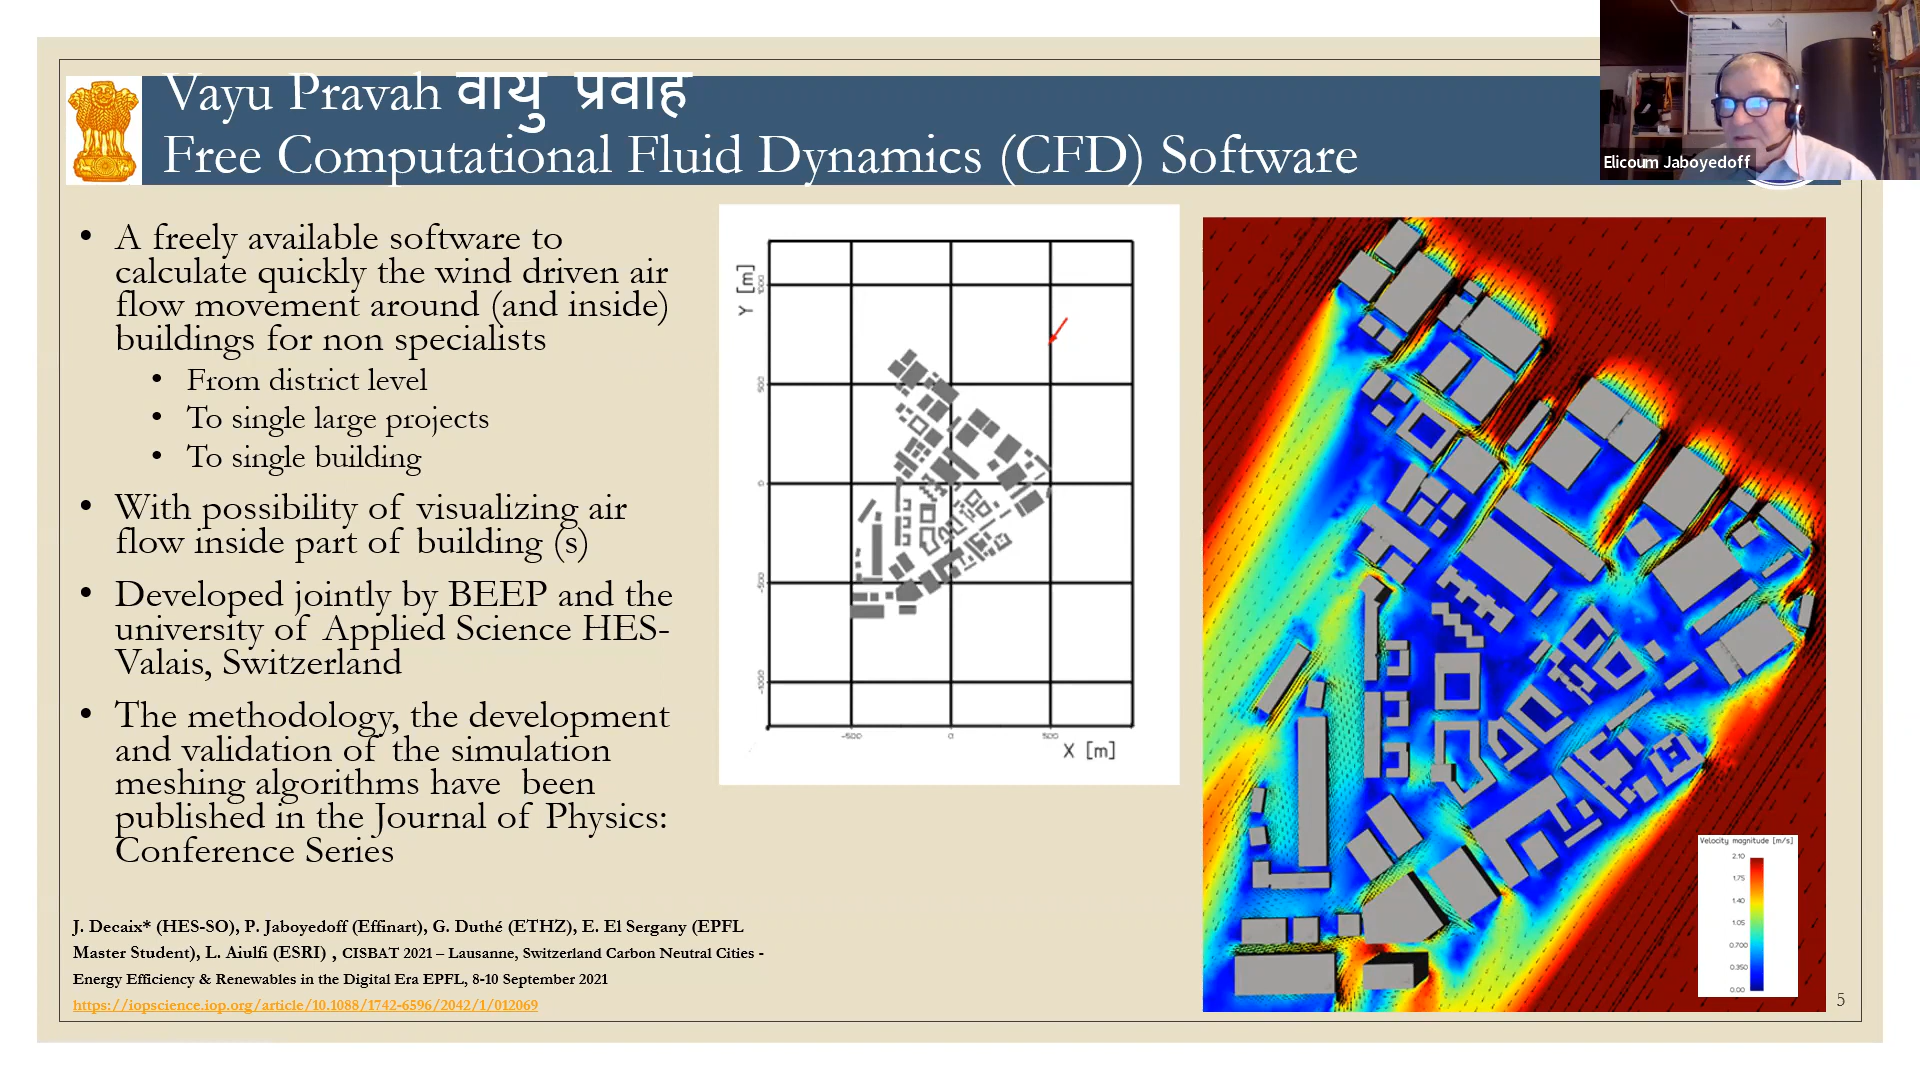 Vayu Pravah वायु प्रवाह
Free Computational Fluid Dynamics (CFD) Software
Elicoum Jaboyedoff
• A freely available software to
calculate quickly the wind driven air
flow movement around (and inside)
buildings for non specialists
• From district level
• To single large projects
• To single building
• With possibility of visualizing air
flow inside part of building (s)
• Developed jointly by BEEP and the
university of Applied Science HES-
Valais, Switzerland
• The methodology, the development
and validation of the simulation
meshing algorithms have been
published in the Journal of Physics:
Conference Series
J. Decaix* (HES-SO), P. Jaboyedoff (Effinart), G. Duthé (ETHZ), E. El Sergany (EPFL
Master Student), L. Aiulfi (ESRI) , CISBAT 2021 – Lausanne, Switzerland Carbon Neutral Cities -
Energy Efficiency & Renewables in the Digital Era EPFL, 8-10 September 2021
https://iopscience.iop.org/article/10.1088/1742-6596/2042/1/012069
Y [m]
1000
500
0
-500
-1000
-500 0 500
X [m]
Velocity magnitude [m/s]
2.10
1.75
1.40
1.05
0.700
0.350
0.00
5